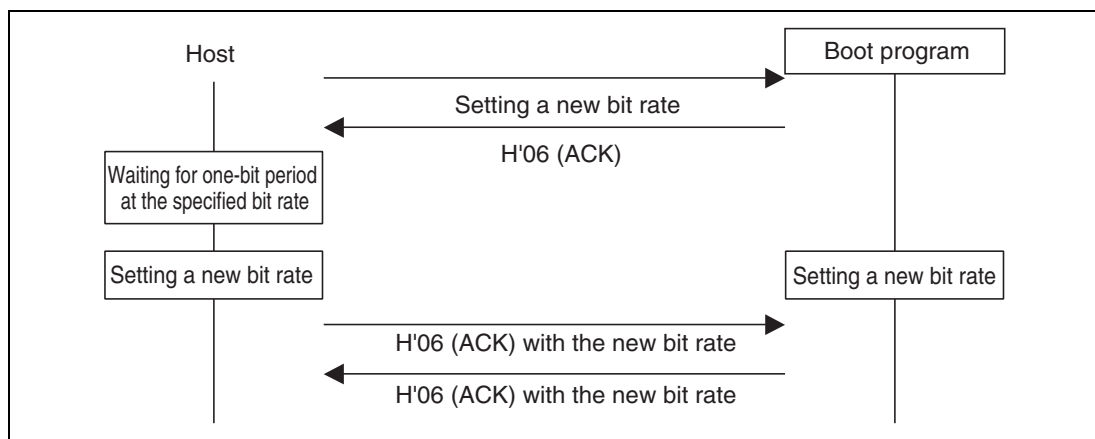 Host
Boot program
Setting a new bit rate
H'06 (ACK)
Waiting for one-bit period
at the specified bit rate
Setting a new bit rate
Setting a new bit rate
H'06 (ACK) with the new bit rate
H'06 (ACK) with the new bit rate